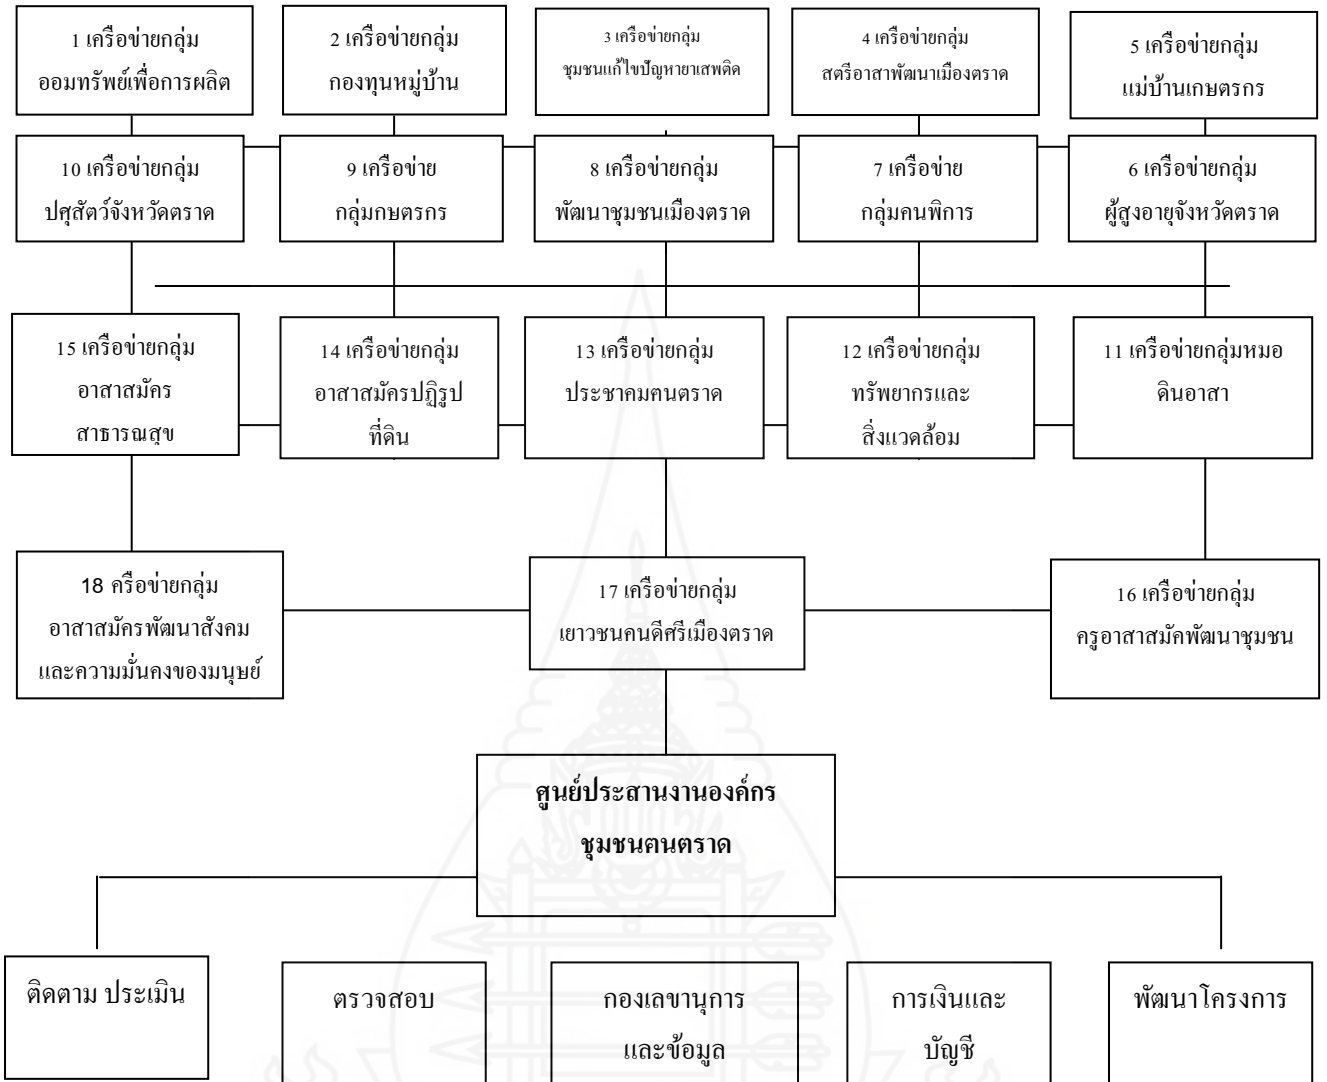 1 เครือข่ายกลุ่ม
ออมทรัพย์เพื่อการผลิต
2 เครือข่ายกลุ่ม
กองทุนหมู่บ้าน
3 เครือข่ายกลุ่ม
ชุมชนแก้ไขปัญหายาเสพติด
4 เครือข่ายกลุ่ม
สตรีอาสาพัฒนาเมืองตราด
5 เครือข่ายกลุ่ม
แม่บ้านเกษตรกร
10 เครือข่ายกลุ่ม
ปศุสัตว์จังหวัดตราด
9 เครือข่าย
กลุ่มกษตรกร
8 เครือข่ายกลุ่ม
พัฒนาชุมชนเมืองตราด
7 เครือข่าย
กลุ่มคนพิการ
6 เครือข่ายกลุ่ม
ผู้สูงอายุจังหวัดตราด
15 เครือข่ายกลุ่ม
อาสาสมัคร
สาธารณสุข
14 เครือข่ายกลุ่ม
อาสาสมัครปฏิรูป
ที่ดิน
13 เครือข่ายกลุ่ม
ประชาคมฅนตราด
12 เครือข่ายกลุ่ม
ทรัพยากรและ
สิ่งแวดล้อม
11 เครือข่ายกลุ่มหมอ
ดินอาสา
18 ครือข่ายกลุ่ม
อาสาสมัครพัฒนาสังคม
และความมั่นคงของมนุษย์
17 เครือข่ายกลุ่ม
เยาวชนคนดีศรีเมืองตราด
16 เครือข่ายกลุ่ม
ครูอาสาสมัคพัฒนาชุมชน
ศูนย์ประสานงานองค์กร
ชุมชนฅนตราด
ติดตาม ประเมิน
ตรวจสอบ
กองเลขานุการ
และข้อมูล
การเงินและ
บัญชี
พัฒนาโครงการ